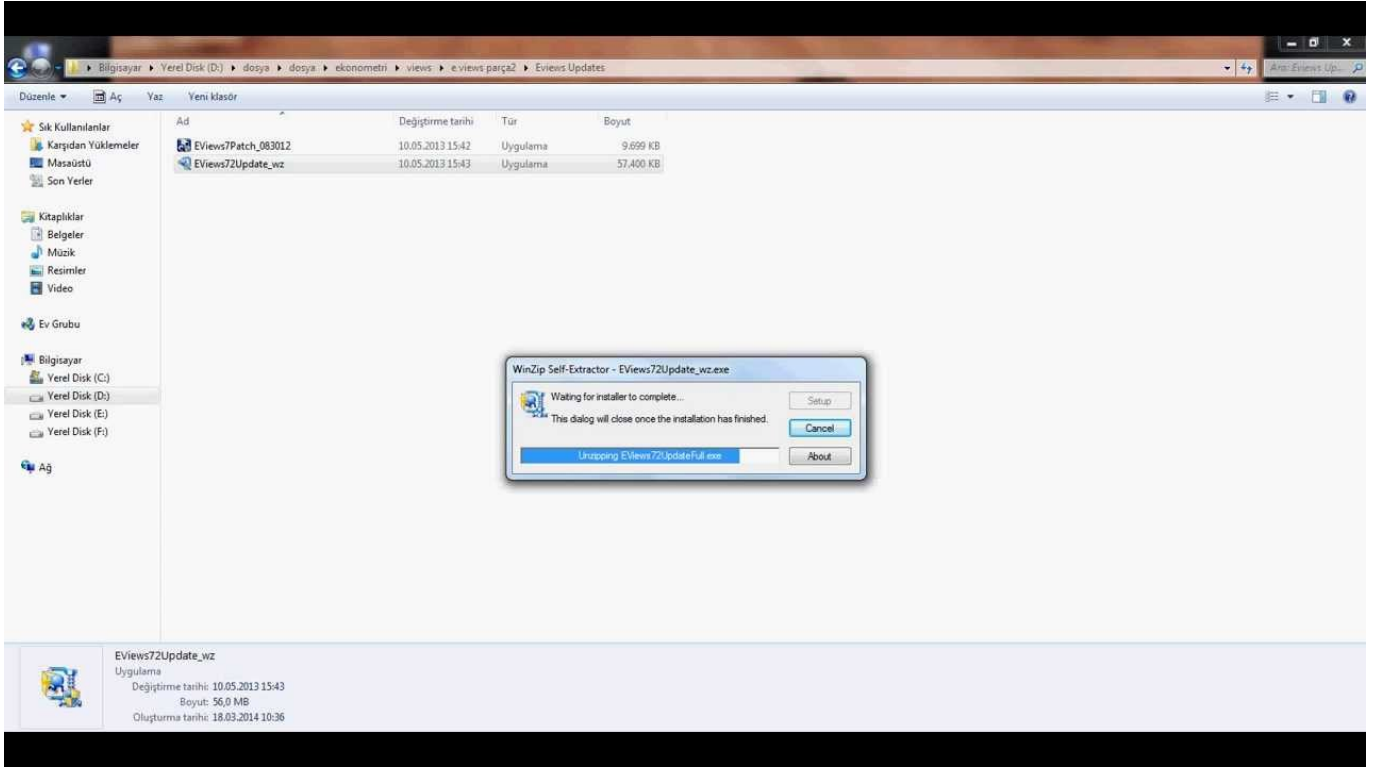 Bilgisayar ▸ Yerel Disk (D:) ▸ dosya ▸ dosya ▸ ekonometri ▸ views ▸ e.views parça2 ▸ Eviews Updates
Ara: Eviews Up...
Düzenle Aç Yaz Yeni klasör
Ad Değiştirme tarihi Tür Boyut
EViews7Patch_083012 10.05.2013 15:42 Uygulama 9.699 KB
EViews72Update_wz 10.05.2013 15:43 Uygulama 57.400 KB
Sık Kullanılanlar
Karşıdan Yüklemeler
Masaüstü
Son Yerler
Kitaplıklar
Belgeler
Müzik
Resimler
Video
Ev Grubu
Bilgisayar
Yerel Disk (C:)
Yerel Disk (D:)
Yerel Disk (E:)
Yerel Disk (F:)
Ağ
WinZip Self-Extractor - EViews72Update_wz.exe
Waiting for installer to complete...
This dialog will close once the installation has finished.
Unzipping EViews72UpdateFull.exe
Setup
Cancel
About
EViews72Update_wz
Uygulama
Değiştirme tarihi: 10.05.2013 15:43
Boyut: 56,0 MB
Oluşturma tarihi: 18.03.2014 10:36